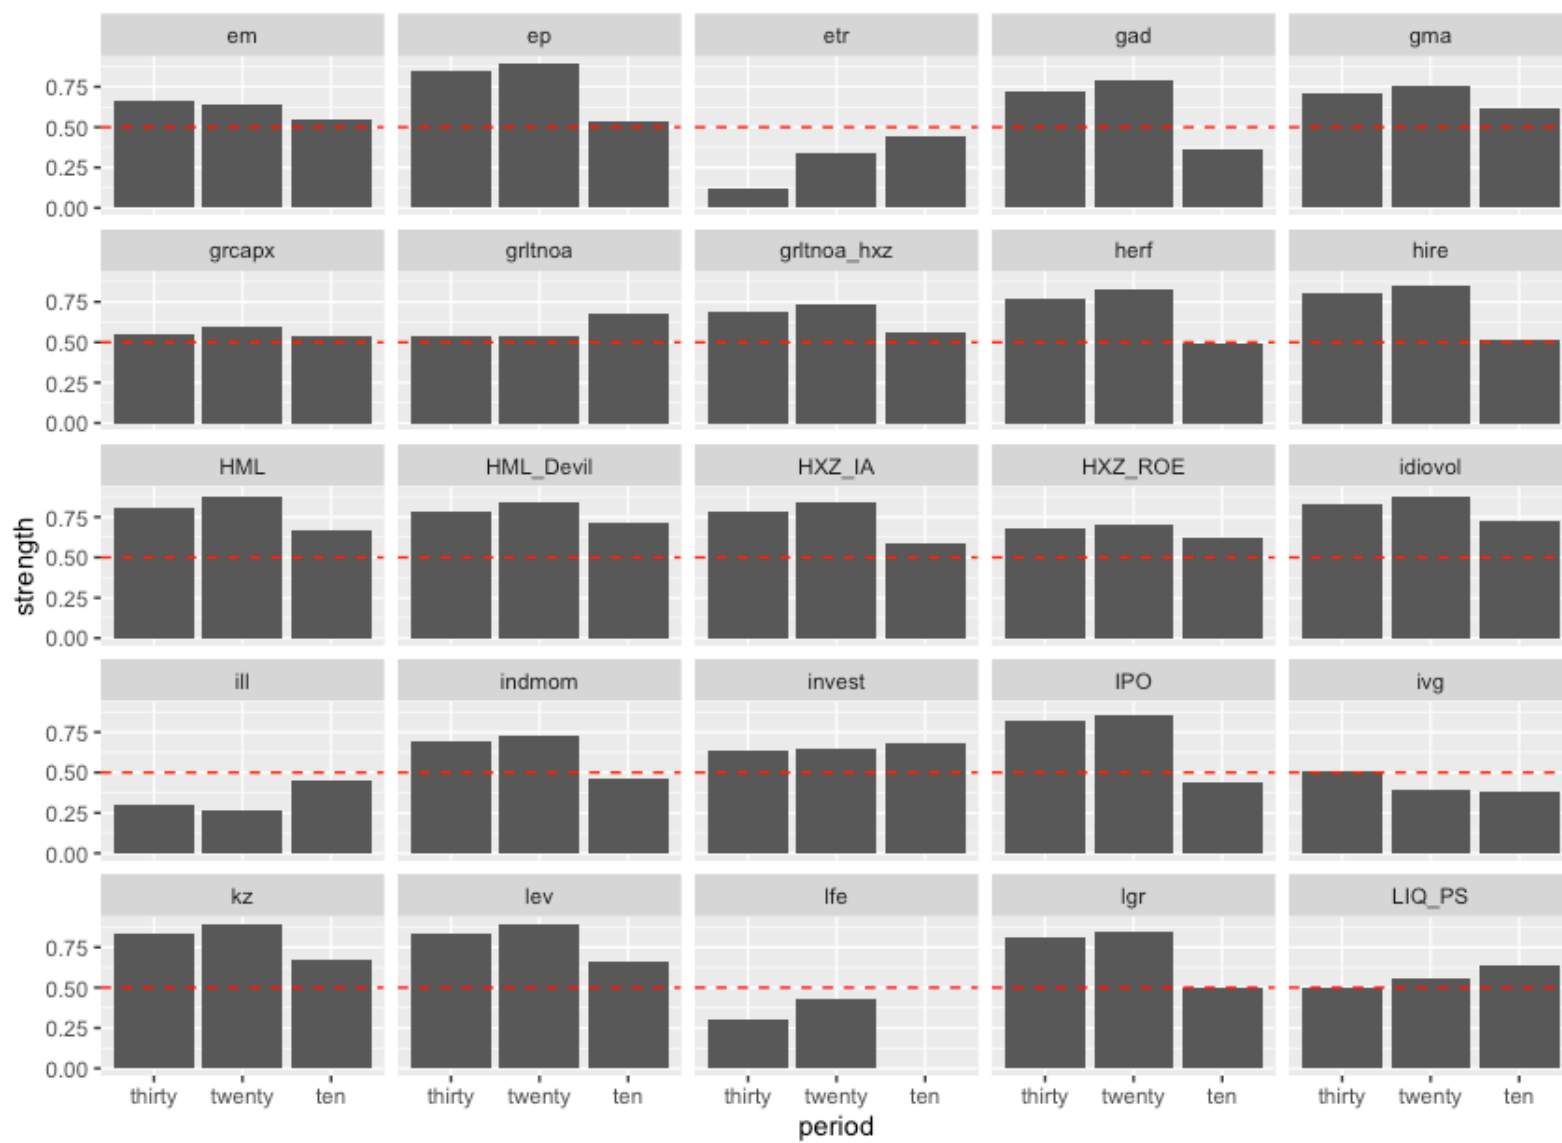 em ep etr gad gma
0.75
0.50
0.25
0.00
grcapx grltnoa grltnoa_hxz herf hire
0.75
0.50
0.25
0.00
HML HML_Devil HXZ_IA HXZ_ROE idiovol
0.75
0.50
0.25
0.00
strength
ill indmom invest IPO ivg
0.75
0.50
0.25
0.00
kz lev lfe lgr LIQ_PS
0.75
0.50
0.25
0.00
thirty twenty ten thirty twenty ten thirty twenty ten thirty twenty ten thirty twenty ten
period